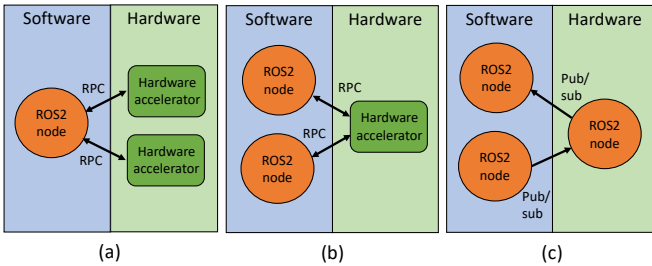 Software Hardware
ROS2
node
RPC
RPC
Hardware
accelerator
Hardware
accelerator
(a)
Software Hardware
ROS2
node
ROS2
node
RPC
RPC
Hardware
accelerator
(b)
Software Hardware
ROS2
node
ROS2
node
Pub/
sub
Pub/
sub
ROS2
node
(c)